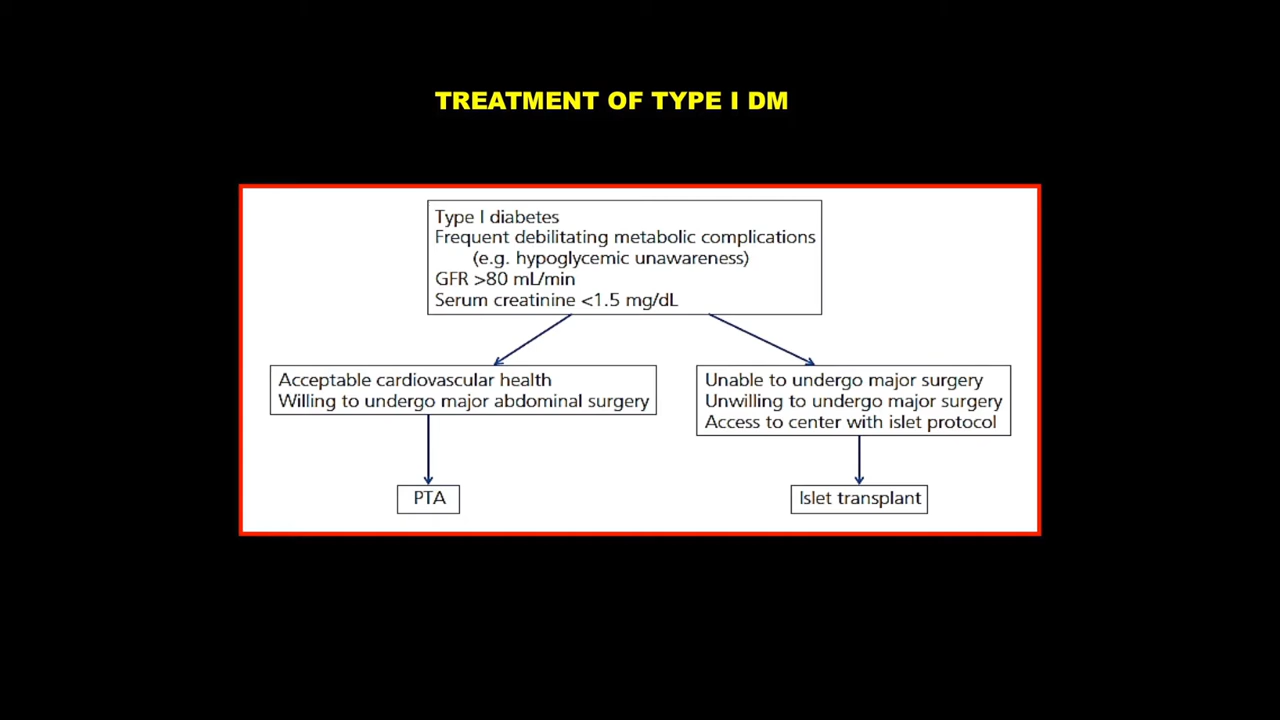 TREATMENT OF TYPE I DM
Type I diabetes
Frequent debilitating metabolic complications
(e.g. hypoglycemic unawareness)
GFR >80 mL/min
Serum creatinine <1.5 mg/dL
Acceptable cardiovascular health
Willing to undergo major abdominal surgery
Unable to undergo major surgery
Unwilling to undergo major surgery
Access to center with islet protocol
PTA
Islet transplant